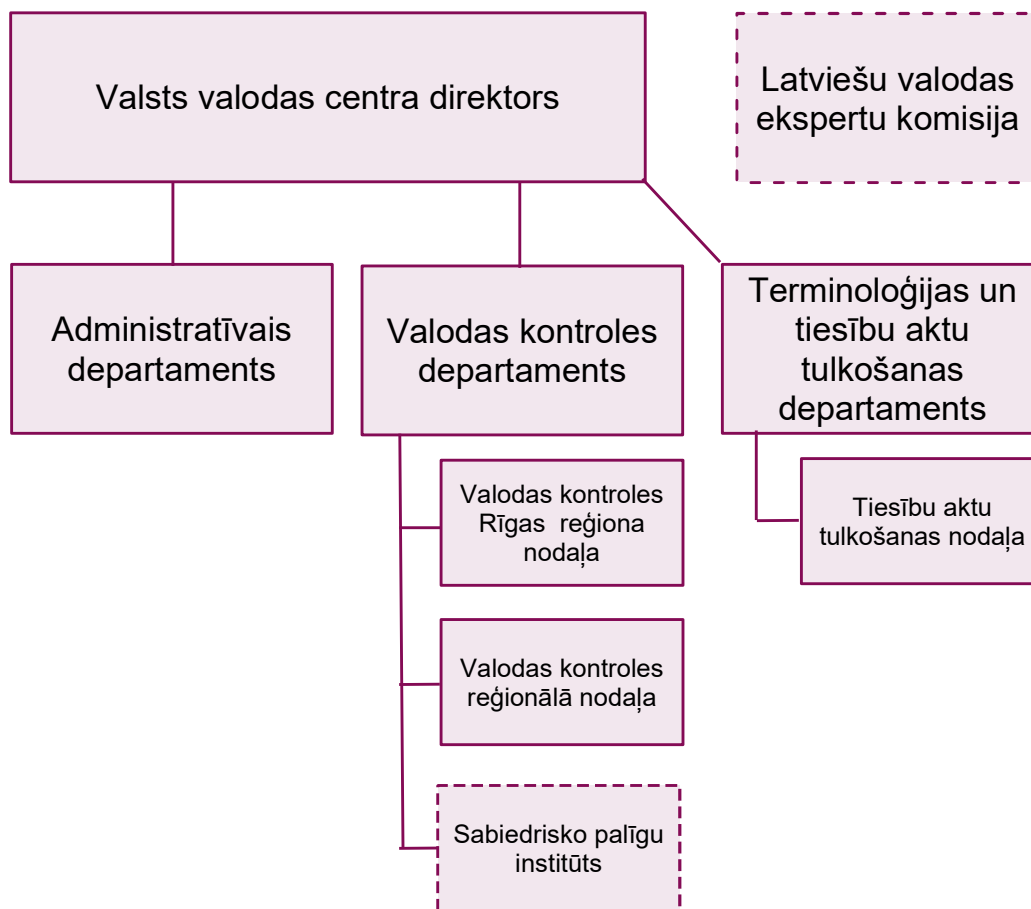 Valsts valodas centra direktors
Latviešu valodas
ekspertu komisija
Administratīvais
departaments
Valodas kontroles
departaments
Terminoloģijas un
tiesību aktu
tulkošanas
departaments
Valodas kontroles
Rīgas reģiona
nodaļa
Tiesību aktu
tulkošanas nodaļa
Valodas kontroles
reģionālā nodaļa
Sabiedrisko palīgu
institūts